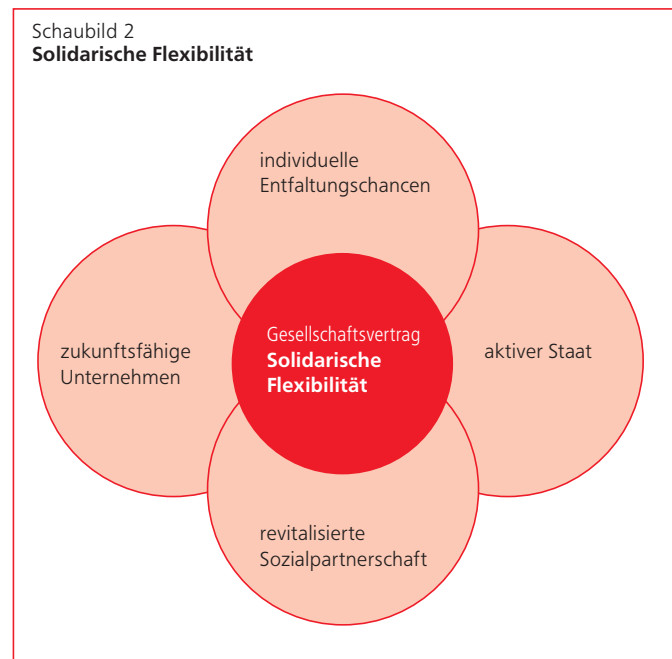 Schaubild 2
Solidarische Flexibilität
individuelle
Entfaltungschancen
zukunftsfähige
Unternehmen
Gesellschaftsvertrag
Solidarische
Flexibilität
aktiver Staat
revitalisierte
Sozialpartnerschaft